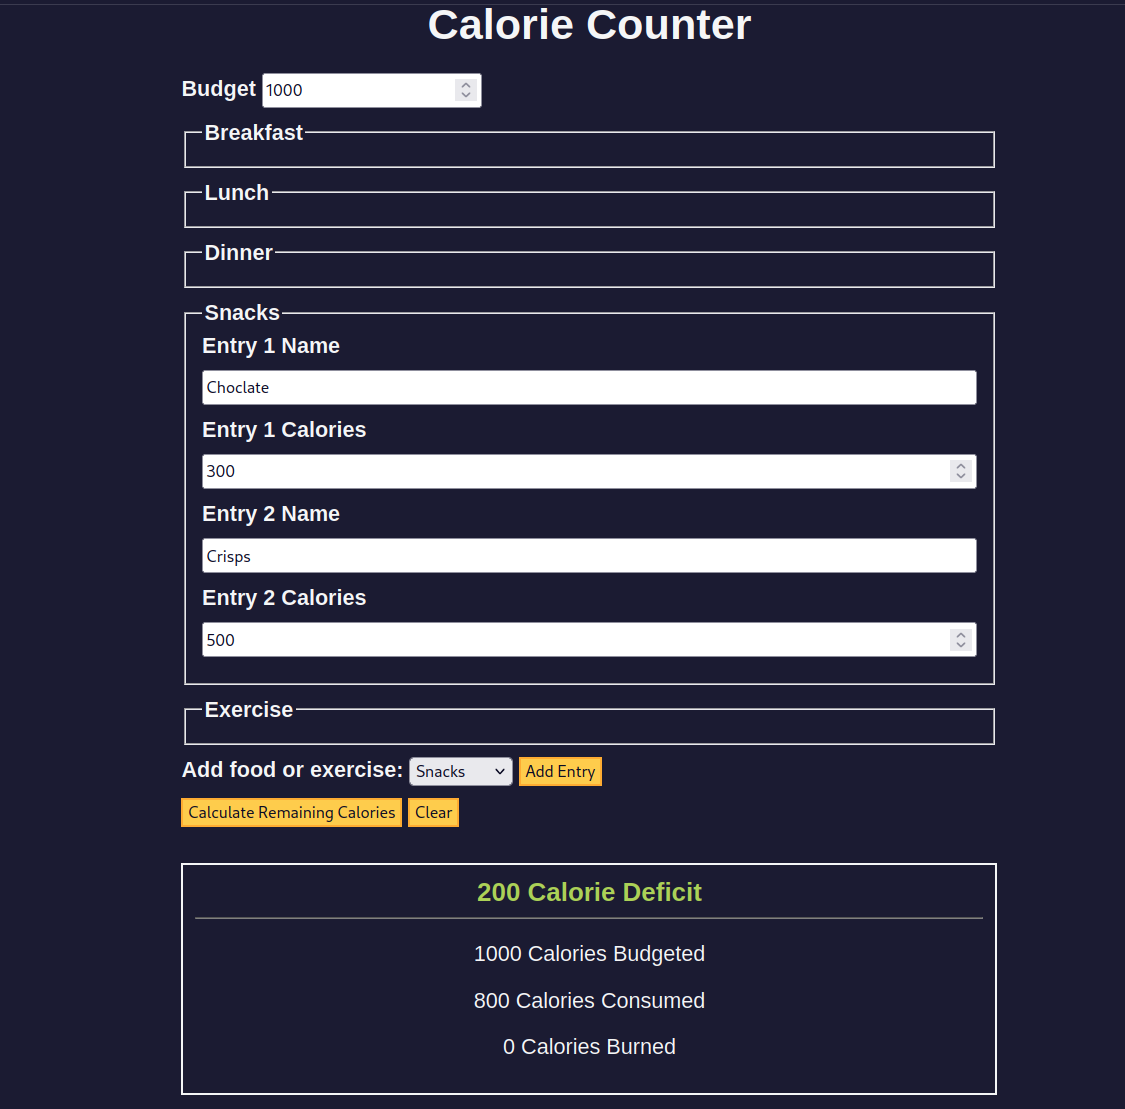 Calorie Counter
Budget 1000
Breakfast
Lunch
Dinner
Snacks
Entry 1 Name
Choclate
Entry 1 Calories
300
Entry 2 Name
Crisps
Entry 2 Calories
500
Exercise
Add food or exercise: Snacks Add Entry
Calculate Remaining Calories Clear
200 Calorie Deficit
1000 Calories Budgeted
800 Calories Consumed
0 Calories Burned